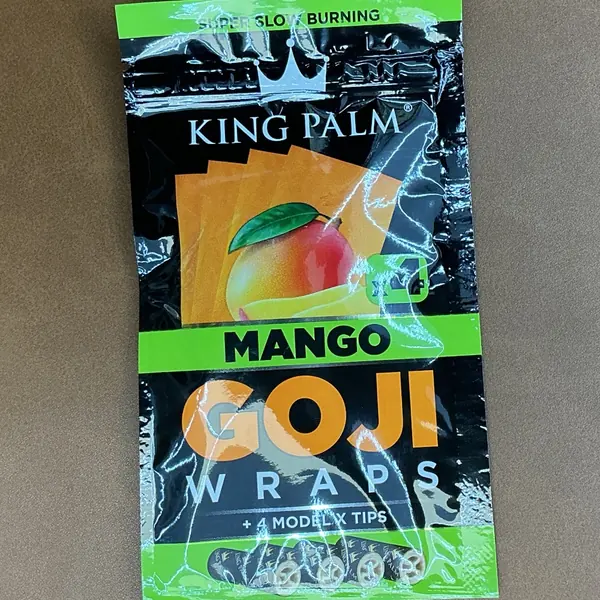 SUPER SLOW BURNING
KING PALM®
MANGO
GOJI
WRAPS
+ 4 MODEL X TIPS